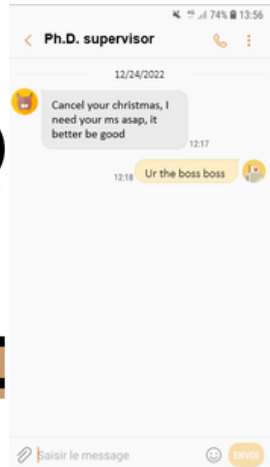 74% 13:56
Ph.D. supervisor
12/24/2022
Cancel your christmas, I
need your ms asap, it
better be good
12:17
12:18 Ur the boss boss
Saisir le message ENVOI